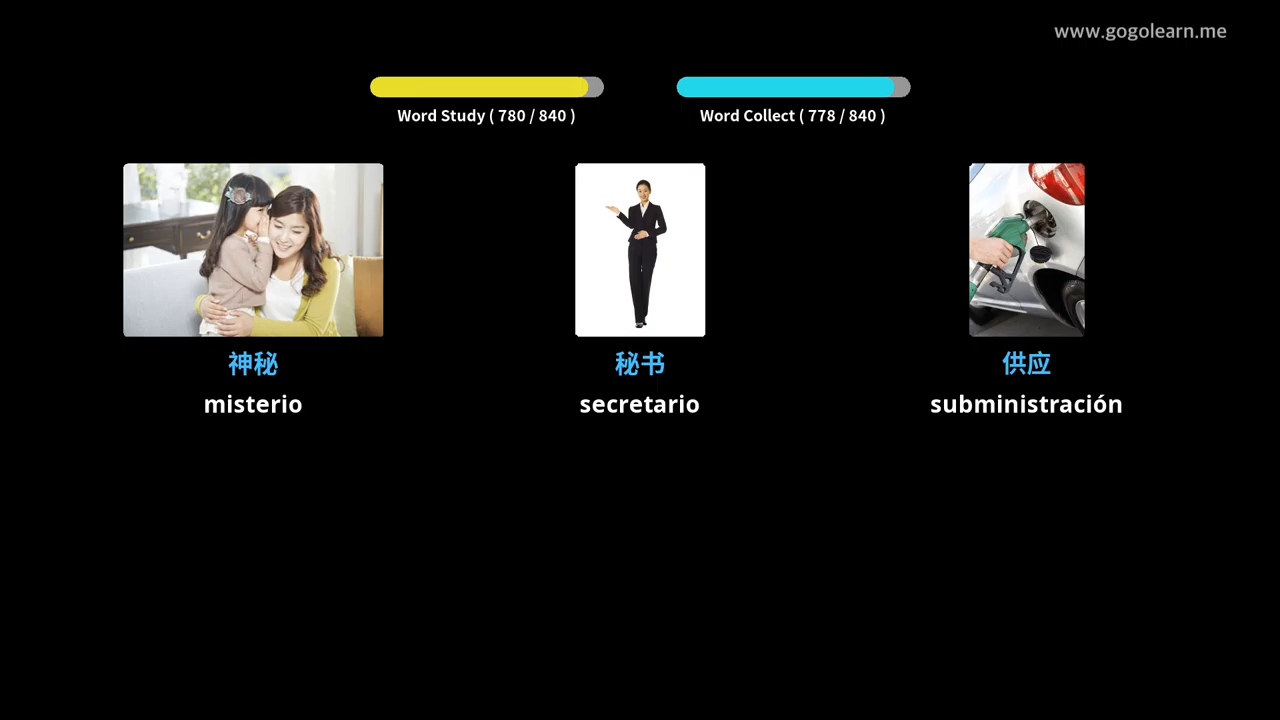 www.gogolearn.me
Word Study ( 780 / 840 )
Word Collect ( 778 / 840 )
神秘
秘书
供应
misterio
secretario
subministración